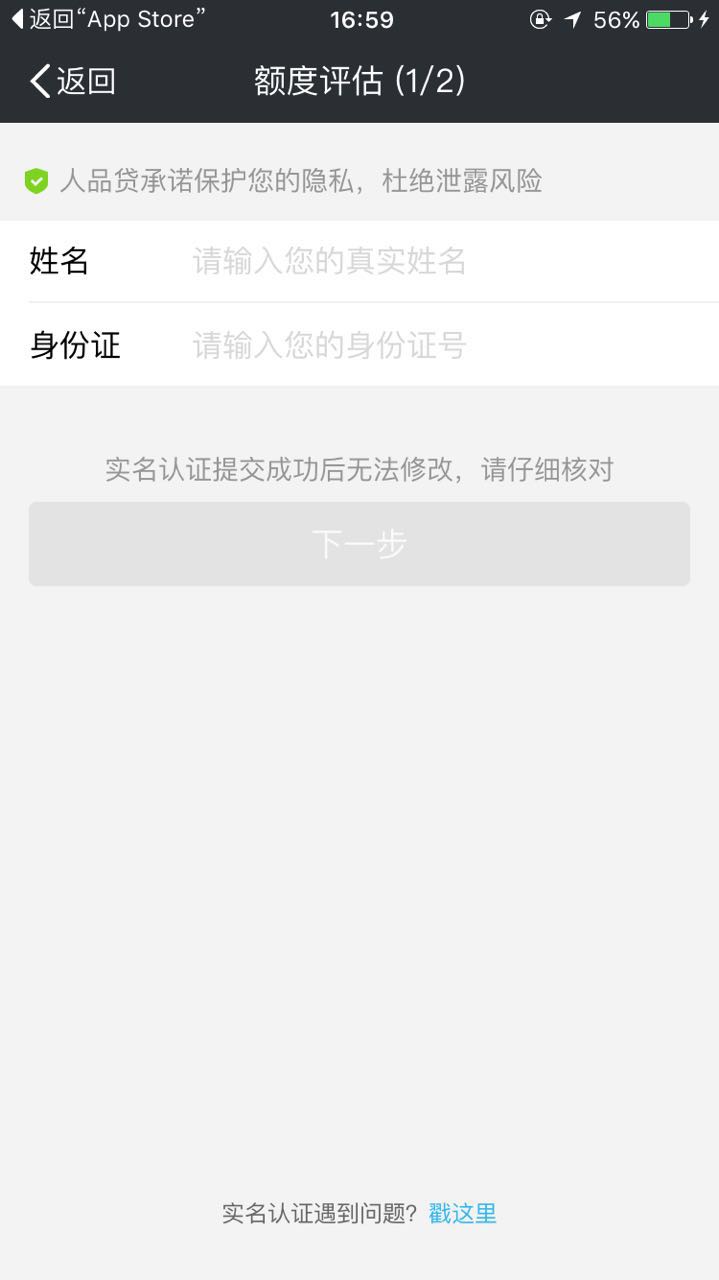 返回“App Store” 16:59 56%
返回 额度评估 (1/2)
人品贷承诺保护您的隐私，杜绝泄露风险
姓名 请输入您的真实姓名
身份证 请输入您的身份证号
实名认证提交成功后无法修改，请仔细核对
下一步
实名认证遇到问题？戳这里